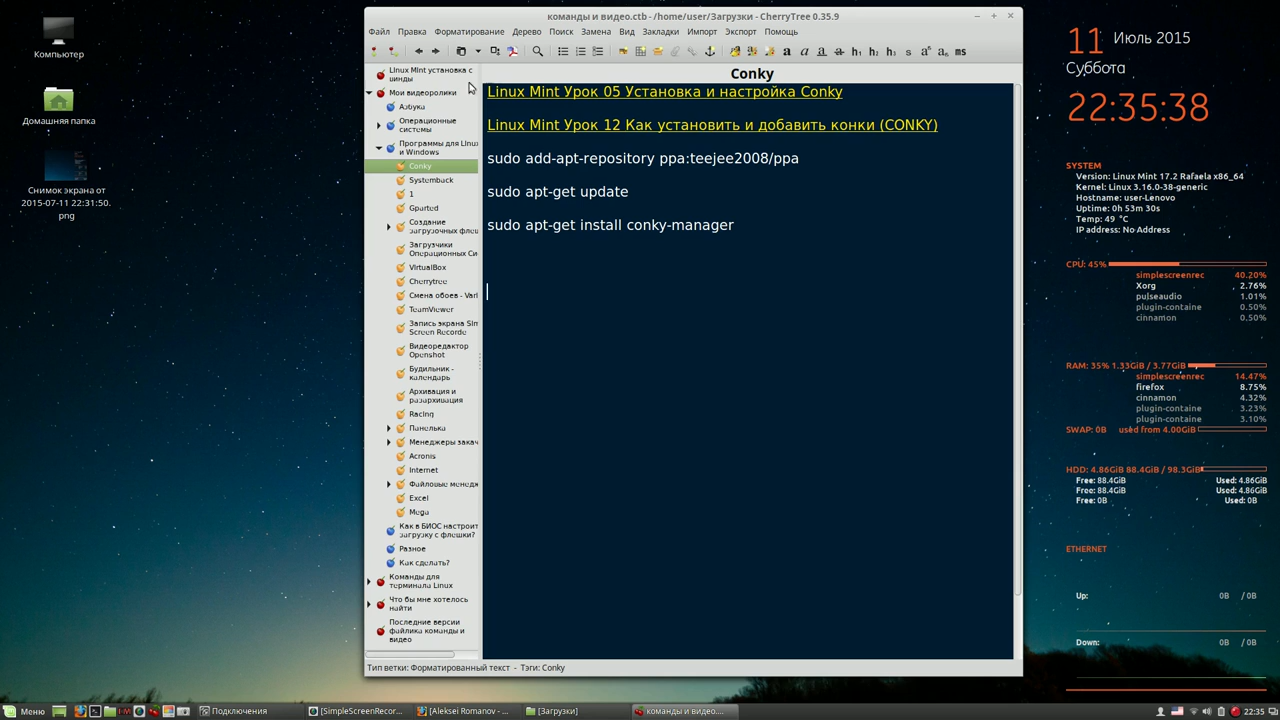 Компьютер
Домашняя папка
Снимок экрана от
2015-07-11 22:31:50.
png
команды и видео.ctb - /home/user/Загрузки - CherryTree 0.35.9
Файл Правка Форматирование Дерево Поиск Замена Вид Закладки Импорт Экспорт Помощь
Linux Mint установка с
винды
Мои видеоролики
Азбука
Операционные
системы
Программы для Linux
и Windows
Conky
Systemback
1
Gparted
Создание
загрузочных флеш
Загрузчики
Операционных Си
VirtualBox
Cherrytree
Смена обоев - Vari
TeamViewer
Запись экрана Sim
Screen Recorde
Видеоредактор
Openshot
Будильник -
календарь
Архивация и
разархивация
Racing
Панелька
Менеджеры закач
Acronis
Internet
Файловые менедж
Excel
Mega
Как в БИОС настроит
загрузку с флешки?
Разное
Как сделать?
Команды для
терминала Linux
Что бы мне хотелось
найти
Последние версии
файлика команды и
видео
Conky
Linux Mint Урок 05 Установка и настройка Conky
Linux Mint Урок 12 Как установить и добавить конки (CONKY)
sudo add-apt-repository ppa:teejee2008/ppa
sudo apt-get update
sudo apt-get install conky-manager
Тип ветки: Форматированный текст - Тэги: Conky
11 Июль 2015
Суббота
22:35:38
SYSTEM
Version: Linux Mint 17.2 Rafaela x86_64
Kernel: Linux 3.16.0-38-generic
Hostname: user-Lenovo
Uptime: 0h 53m 30s
Temp: 49 °C
IP address: No Address
CPU: 45%
simplescreenrec 40.20%
Xorg 2.76%
pulseaudio 1.01%
plugin-containe 0.50%
cinnamon 0.50%
RAM: 35% 1.33GiB / 3.77GiB
simplescreenrec 14.47%
firefox 8.75%
cinnamon 4.32%
plugin-containe 3.23%
plugin-containe 3.10%
SWAP: 0B used from 4.00GiB
HDD: 4.86GiB 88.4GiB / 98.3GiB
Free: 88.4GiB Used: 4.86GiB
Free: 88.4GiB Used: 4.86GiB
Free: 0B Used: 0B
ETHERNET
Up: 0B / 0B
Down: 0B / 0B
Меню Подключения [SimpleScreenRecor... [Aleksei Romanov - ... [Загрузки] команды и видео.... 22:35